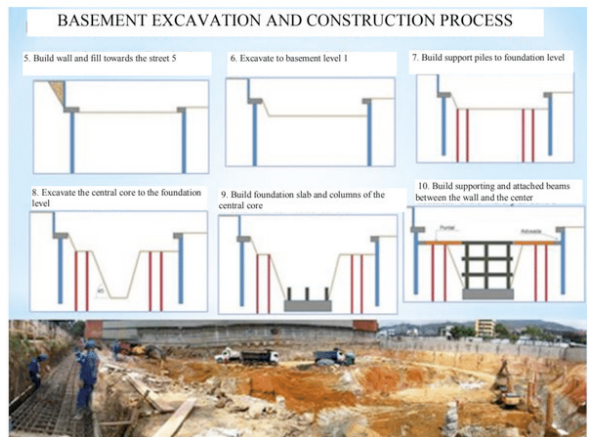 BASEMENT EXCAVATION AND CONSTRUCTION PROCESS
5. Build wall and fill towards the street 5
6. Excavate to basement level 1
7. Build support piles to foundation level
8. Excavate the central core to the foundation
level
9. Build foundation slab and columns of the
central core
10. Build supporting and attached beams
between the wall and the center